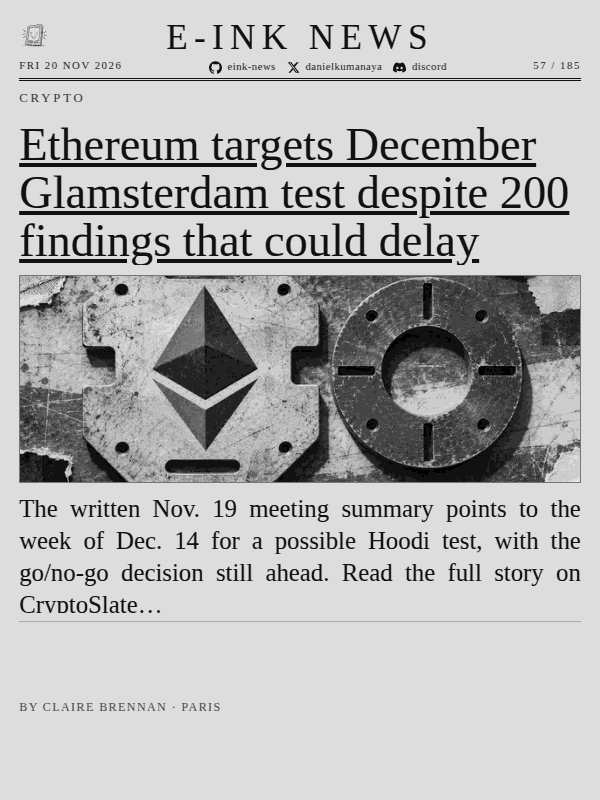 E-INK NEWS
FRI 20 NOV 2026
eink-news danielkumanaya discord
57 / 185
CRYPTO
Ethereum targets December
Glamsterdam test despite 200
findings that could delay
The written Nov. 19 meeting summary points to the
week of Dec. 14 for a possible Hoodi test, with the
go/no-go decision still ahead. Read the full story on
CryptoSlate…
BY CLAIRE BRENNAN · PARIS